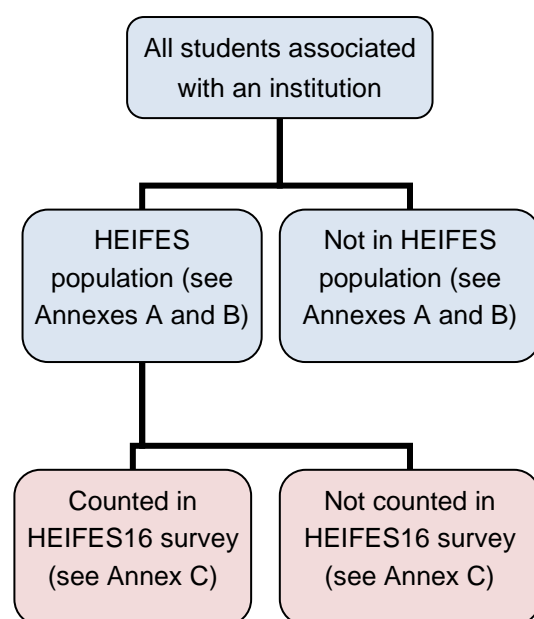 All students associated
with an institution
HEIFES
population (see
Annexes A and B)
Not in HEIFES
population (see
Annexes A and B)
Counted in
HEIFES16 survey
(see Annex C)
Not counted in
HEIFES16 survey
(see Annex C)